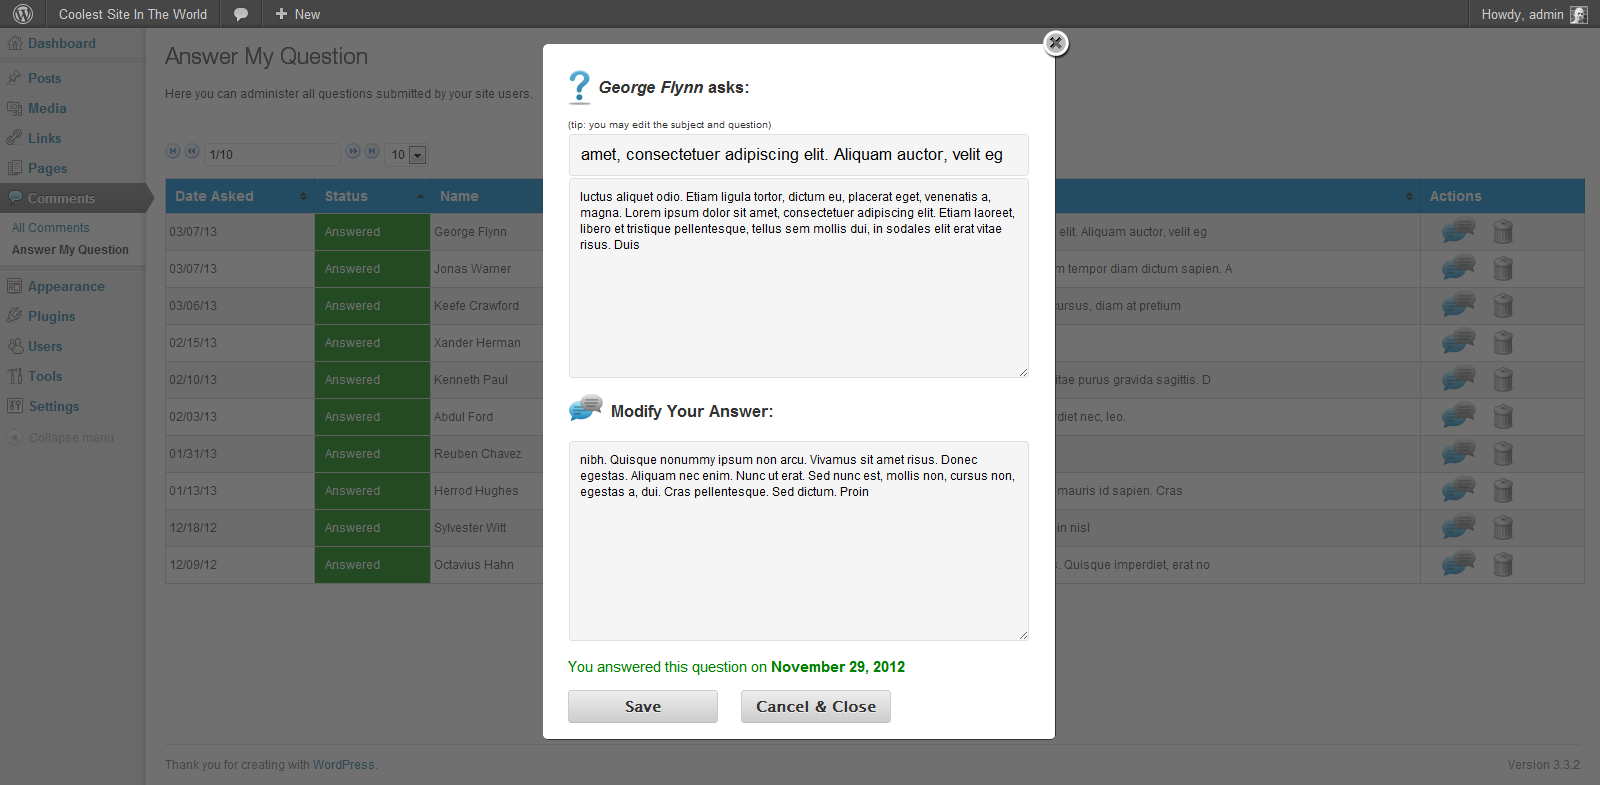 Coolest Site In The World
New
Howdy, admin
Dashboard
Posts
Media
Links
Pages
Comments
All Comments
Answer My Question
Appearance
Plugins
Users
Tools
Settings
Collapse menu
Answer My Question
Here you can administer all questions submitted by your site users.
1/10
10
Date Asked Status Name Actions
03/07/13 Answered George Flynn elit. Aliquam auctor, velit eg
03/07/13 Answered Jonas Warner tempor diam dictum sapien. A
03/06/13 Answered Keefe Crawford diam at pretium
02/15/13 Answered Xander Herman
02/10/13 Answered Kenneth Paul purus gravida sagittis. D
02/03/13 Answered Abdul Ford nec, leo.
01/31/13 Answered Reuben Chavez
01/13/13 Answered Herrod Hughes mauris id sapien. Cras
12/18/12 Answered Sylvester Witt in nisl
12/09/12 Answered Octavius Hahn Quisque imperdiet, erat no
George Flynn asks:
(tip: you may edit the subject and question)
amet, consectetuer adipiscing elit. Aliquam auctor, velit eg
luctus aliquet odio. Etiam ligula tortor, dictum eu, placerat eget, venenatis a,
magna. Lorem ipsum dolor sit amet, consectetuer adipiscing elit. Etiam laoreet,
libero et tristique pellentesque, tellus sem mollis dui, in sodales elit erat vitae
risus. Duis
Modify Your Answer:
nibh. Quisque nonummy ipsum non arcu. Vivamus sit amet risus. Donec
egestas. Aliquam nec enim. Nunc ut erat. Sed nunc est, mollis non, cursus non,
egestas a, dui. Cras pellentesque. Sed dictum. Proin
You answered this question on November 29, 2012
Save
Cancel & Close
Thank you for creating with WordPress.
Version 3.3.2